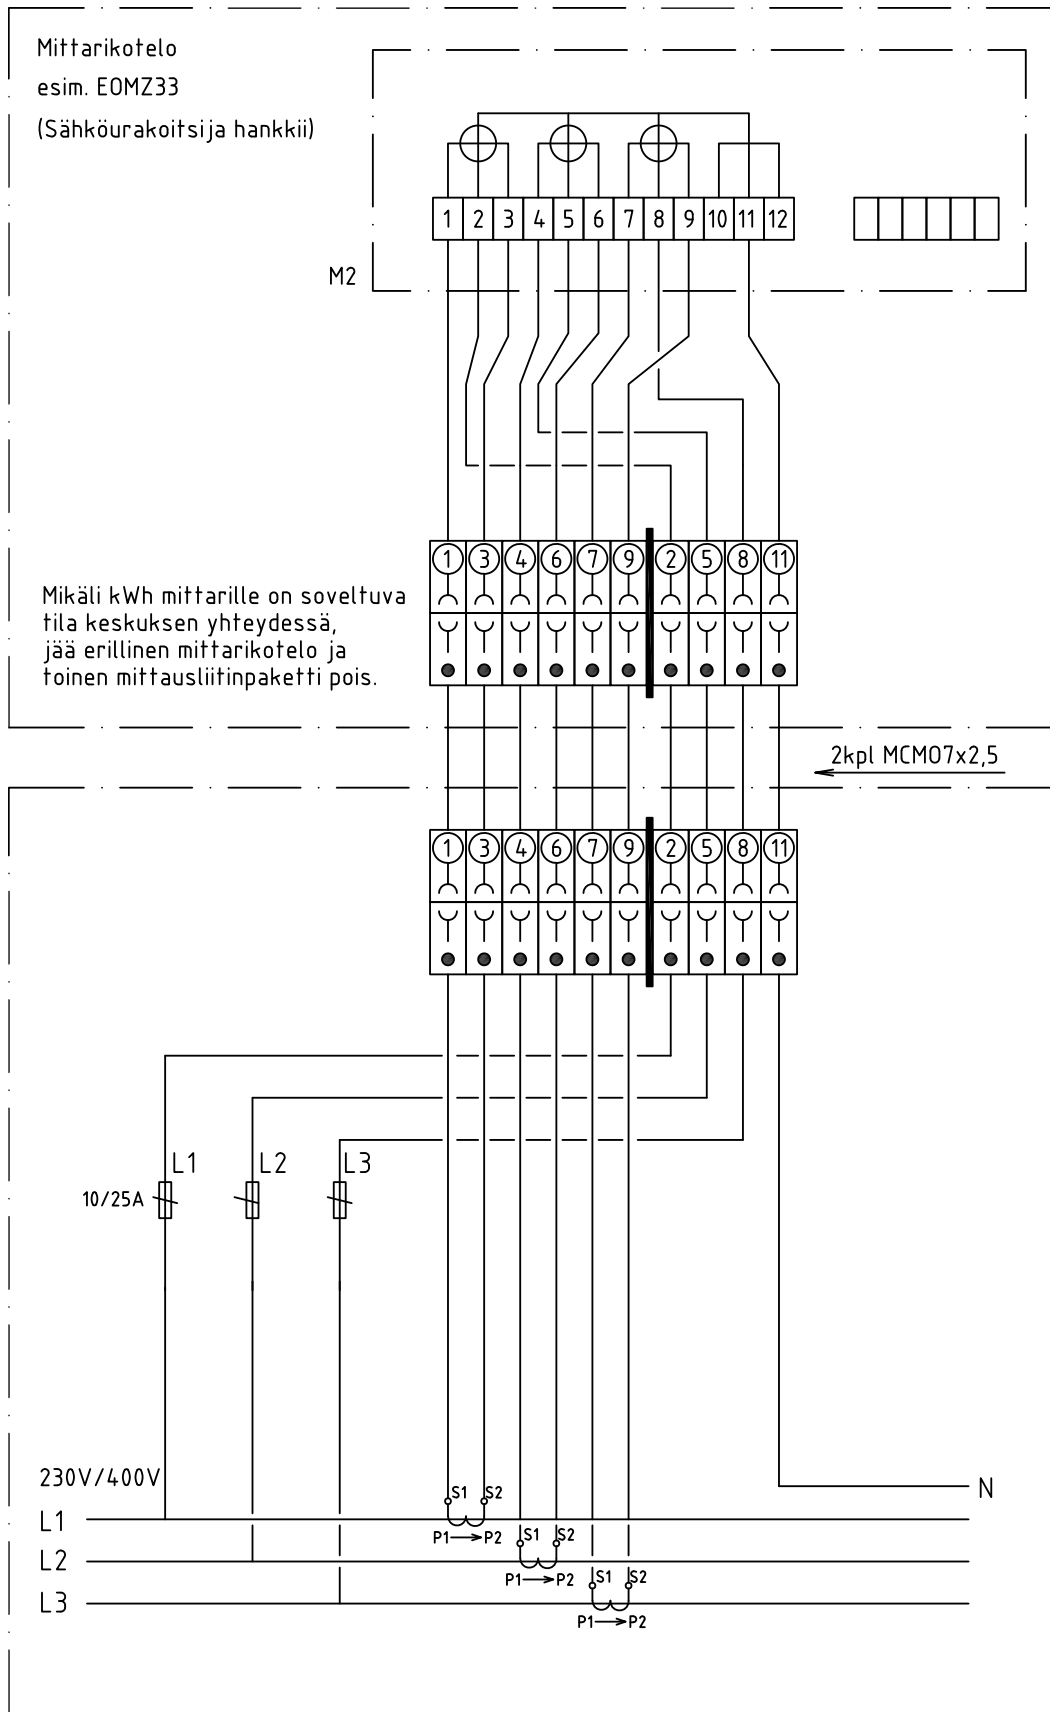 Mittarikotelo
esim. EOMZ33
(Sähköurakoitsija hankkii)
1 2 3 4 5 6 7 8 9 10 11 12
M2
1 3 4 6 7 9 2 5 8 11
Mikäli kWh mittarille on soveltuva
tila keskuksen yhteydessä,
jää erillinen mittarikotelo ja
toinen mittausliitinpaketti pois.
2kpl MCMO7x2,5
1 3 4 6 7 9 2 5 8 11
L1 L2 L3
10/25A
230V/400V
N
S1 S2
L1
P1 P2
S1 S2
L2
P1 P2
S1 S2
L3
P1 P2